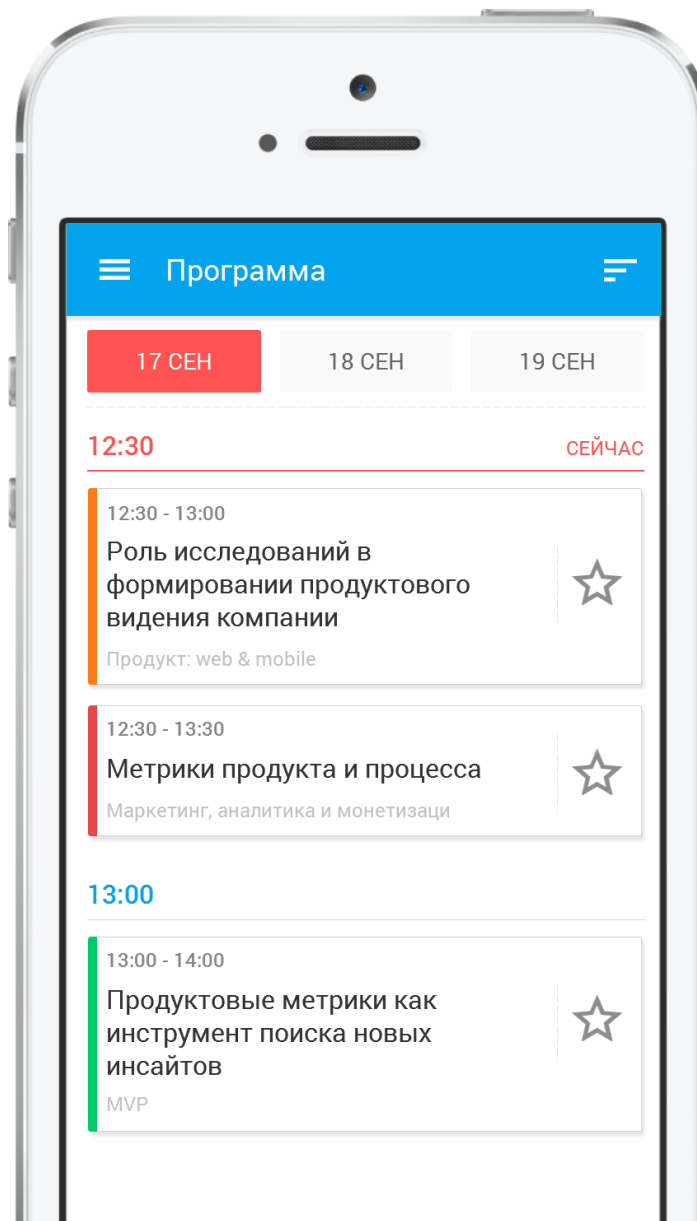 Программа
17 СЕН 18 СЕН 19 СЕН
12:30 СЕЙЧАС
12:30 - 13:00
Роль исследований в
формировании продуктового
видения компании
Продукт: web & mobile
12:30 - 13:30
Метрики продукта и процесса
Маркетинг, аналитика и монетизаци
13:00
13:00 - 14:00
Продуктовые метрики как
инструмент поиска новых
инсайтов
MVP